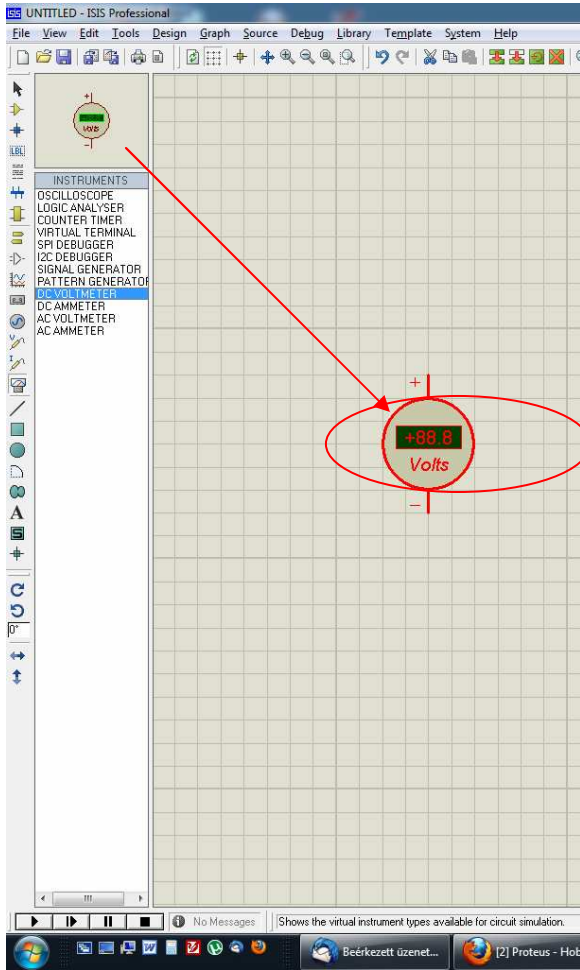 ISIS UNTITLED - ISIS Professional
File View Edit Tools Design Graph Source Debug Library Template System Help
+
Volts
−
LBL
INSTRUMENTS
OSCILLOSCOPE
LOGIC ANALYSER
COUNTER TIMER
VIRTUAL TERMINAL
SPI DEBUGGER
I2C DEBUGGER
SIGNAL GENERATOR
PATTERN GENERATOR
DC VOLTMETER
DC AMMETER
AC VOLTMETER
AC AMMETER
+
+88.8
Volts
−
A
S
0°
No Messages
Shows the virtual instrument types available for circuit simulation.
Beérkezett üzenet...
[2] Proteus - Hob